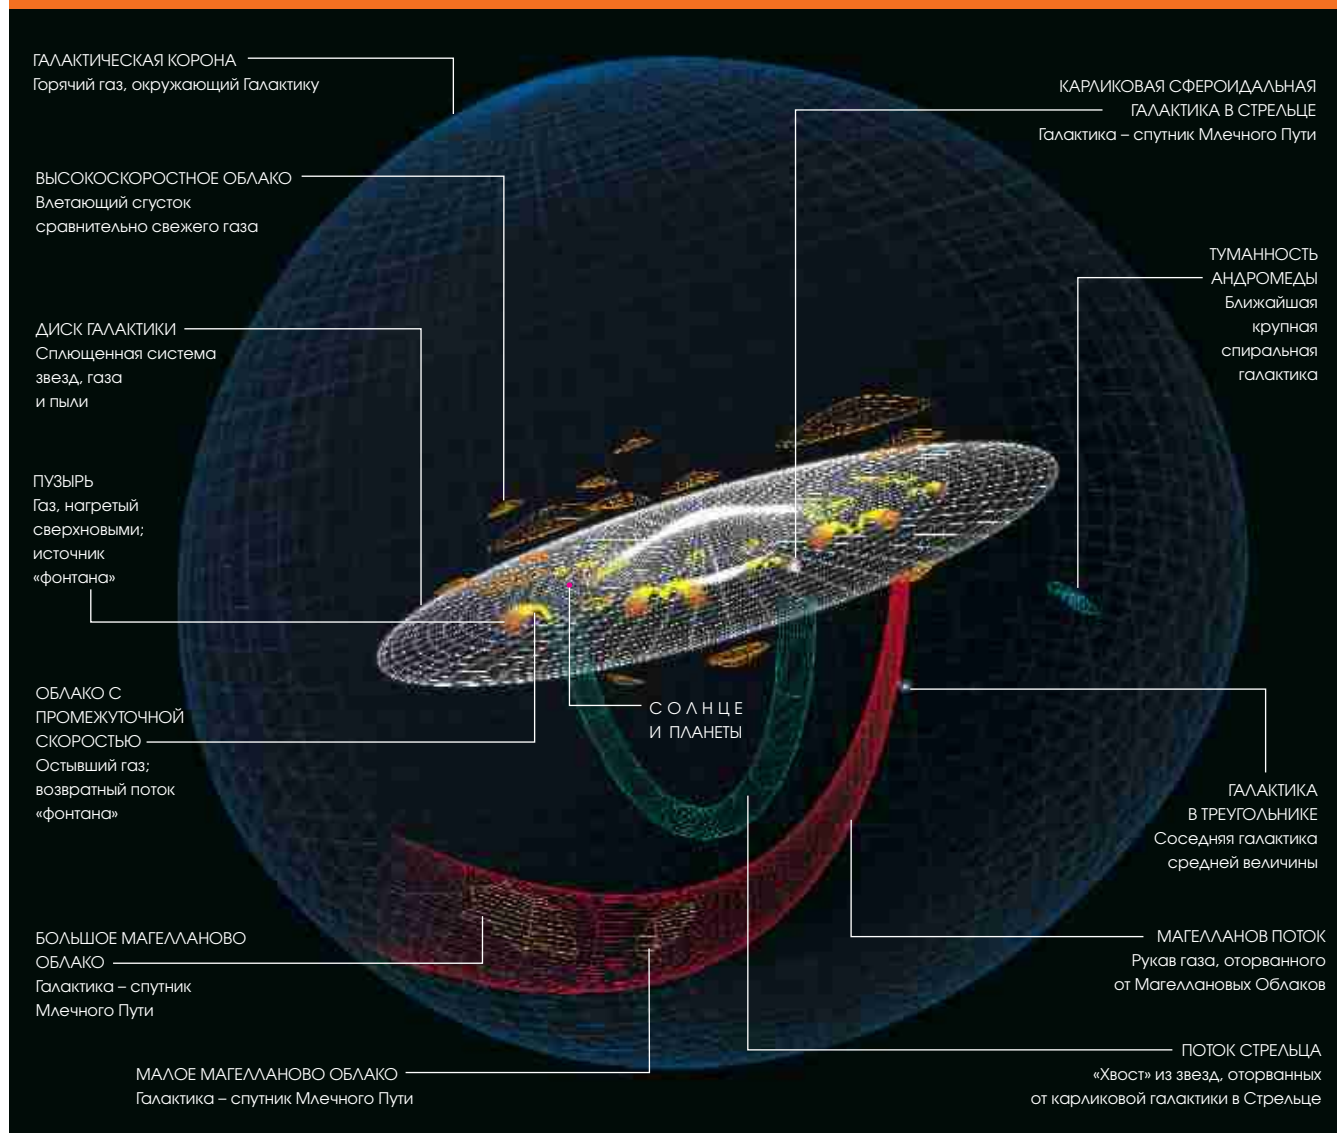 ГАЛАКТИЧЕСКАЯ КОРОНА
Горячий газ, окружающий Галактику
КАРЛИКОВАЯ СФЕРОИДАЛЬНАЯ
ГАЛАКТИКА В СТРЕЛЬЦЕ
Галактика – спутник Млечного Пути
ВЫСОКОСКОРОСТНОЕ ОБЛАКО
Влетающий сгусток
сравнительно свежего газа
ТУМАННОСТЬ
АНДРОМЕДЫ
Ближайшая
крупная
спиральная
галактика
ДИСК ГАЛАКТИКИ
Сплющенная система
звезд, газа
и пыли
ПУЗЫРЬ
Газ, нагретый
сверхновыми;
источник
«фонтана»
ОБЛАКО С
ПРОМЕЖУТОЧНОЙ
СКОРОСТЬЮ
Остывший газ;
возвратный поток
«фонтана»
СОЛНЦЕ
И ПЛАНЕТЫ
ГАЛАКТИКА
В ТРЕУГОЛЬНИКЕ
Соседняя галактика
средней величины
БОЛЬШОЕ МАГЕЛЛАНОВО
ОБЛАКО
Галактика – спутник
Млечного Пути
МАГЕЛЛАНОВ ПОТОК
Рукав газа, оторванного
от Магеллановых Облаков
МАЛОЕ МАГЕЛЛАНОВО ОБЛАКО
Галактика – спутник Млечного Пути
ПОТОК СТРЕЛЬЦА
«Хвост» из звезд, оторванных
от карликовой галактики в Стрельце